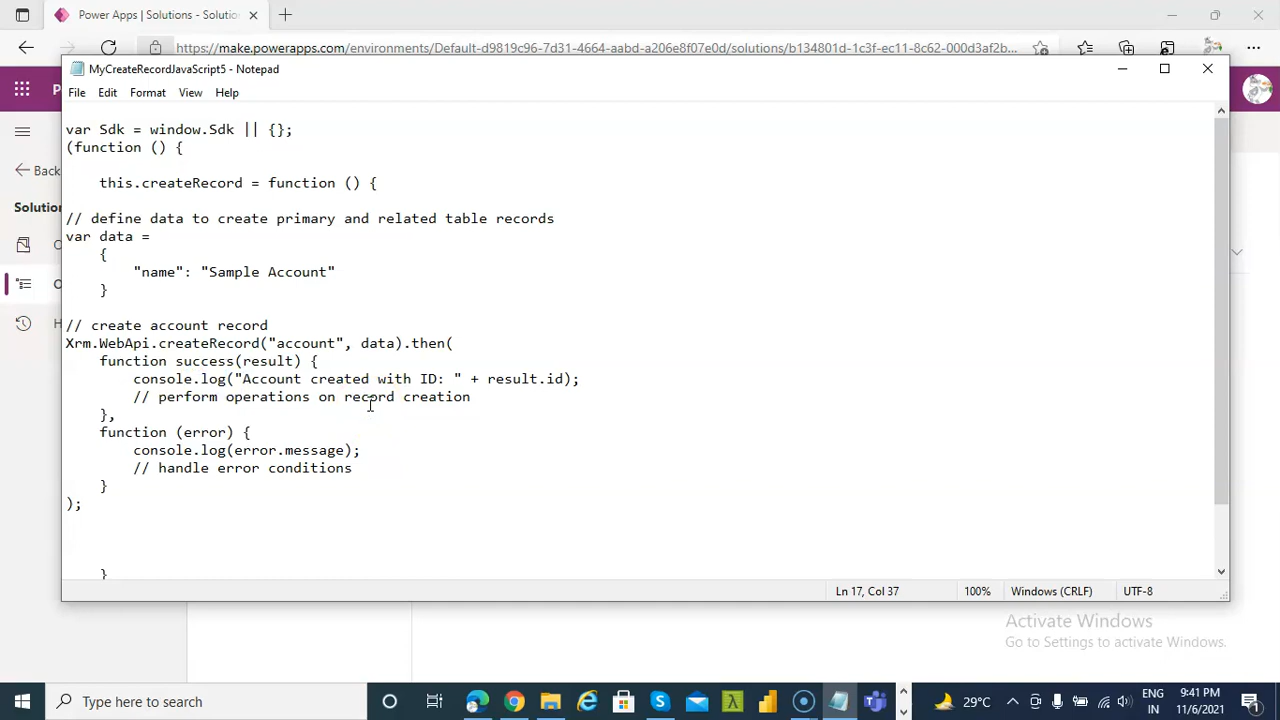 Power Apps | Solutions - Solutio
https://make.powerapps.com/environments/Default-d9819c96-7d31-4664-aabd-a206e8f07e0d/solutions/b134801d-1c3f-ec11-8c62-000d3af2b...
MyCreateRecordJavaScript5 - Notepad
File Edit Format View Help
P
Back
Solution
O
O
H
var Sdk = window.Sdk || {};
(function () {
this.createRecord = function () {
// define data to create primary and related table records
var data =
{
"name": "Sample Account"
}
// create account record
Xrm.WebApi.createRecord("account", data).then(
function success(result) {
console.log("Account created with ID: " + result.id);
// perform operations on record creation
},
function (error) {
console.log(error.message);
// handle error conditions
}
);
}
Ln 17, Col 37 100% Windows (CRLF) UTF-8
Activate Windows
Go to Settings to activate Windows.
Type here to search
29°C
ENG
IN
9:41 PM
11/6/2021
1